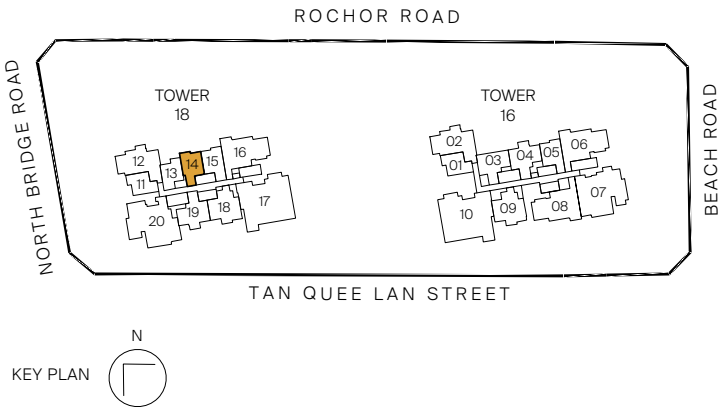 ROCHOR ROAD
NORTH BRIDGE ROAD
BEACH ROAD
TOWER
18
TOWER
16
12
11
13
14
15
16
20
19
18
17
02
01
03
04
05
06
10
09
08
07
TAN QUEE LAN STREET
N
KEY PLAN